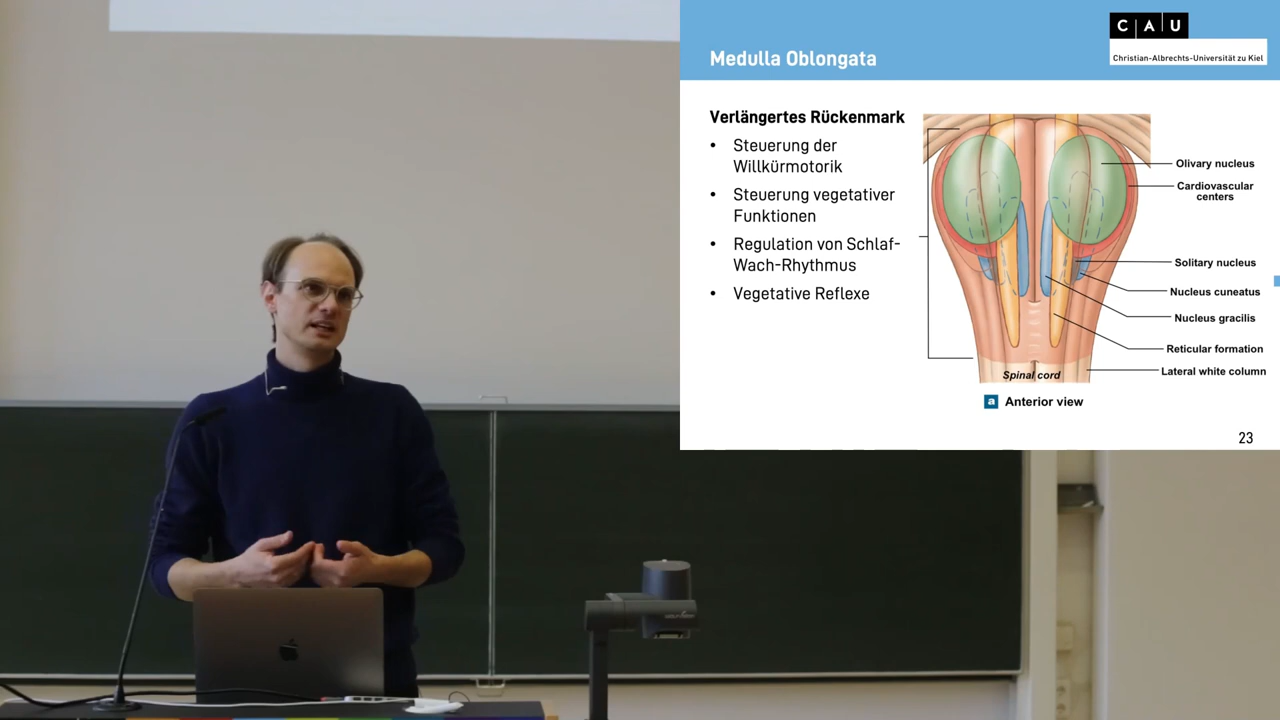 Medulla Oblongata
C A U
Christian-Albrechts-Universität zu Kiel
Verlängertes Rückenmark
• Steuerung der
Willkürmotorik
• Steuerung vegetativer
Funktionen
• Regulation von Schlaf-
Wach-Rhythmus
• Vegetative Reflexe
Olivary nucleus
Cardiovascular
centers
Solitary nucleus
Nucleus cuneatus
Nucleus gracilis
Reticular formation
Lateral white column
Spinal cord
a Anterior view
23